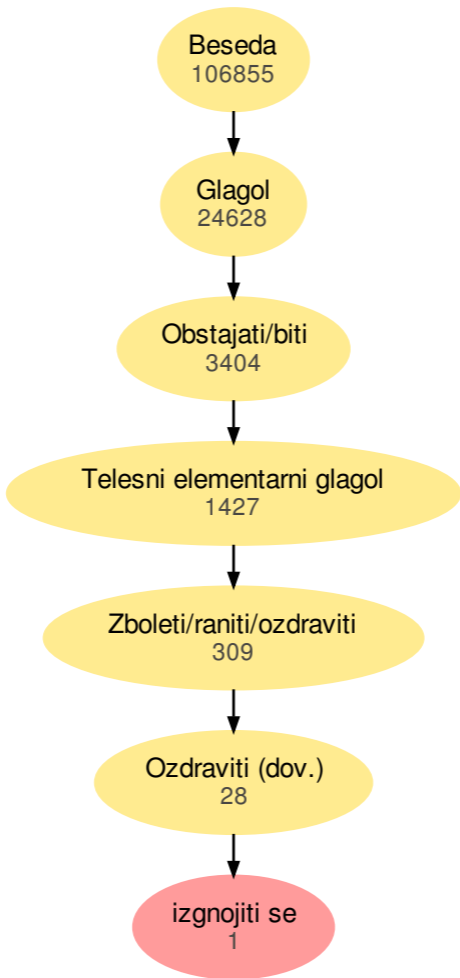 Beseda
106855
Glagol
24628
Obstajati/biti
3404
Telesni elementarni glagol
1427
Zboleti/raniti/ozdraviti
309
Ozdraviti (dov.)
28
izgnojiti se
1